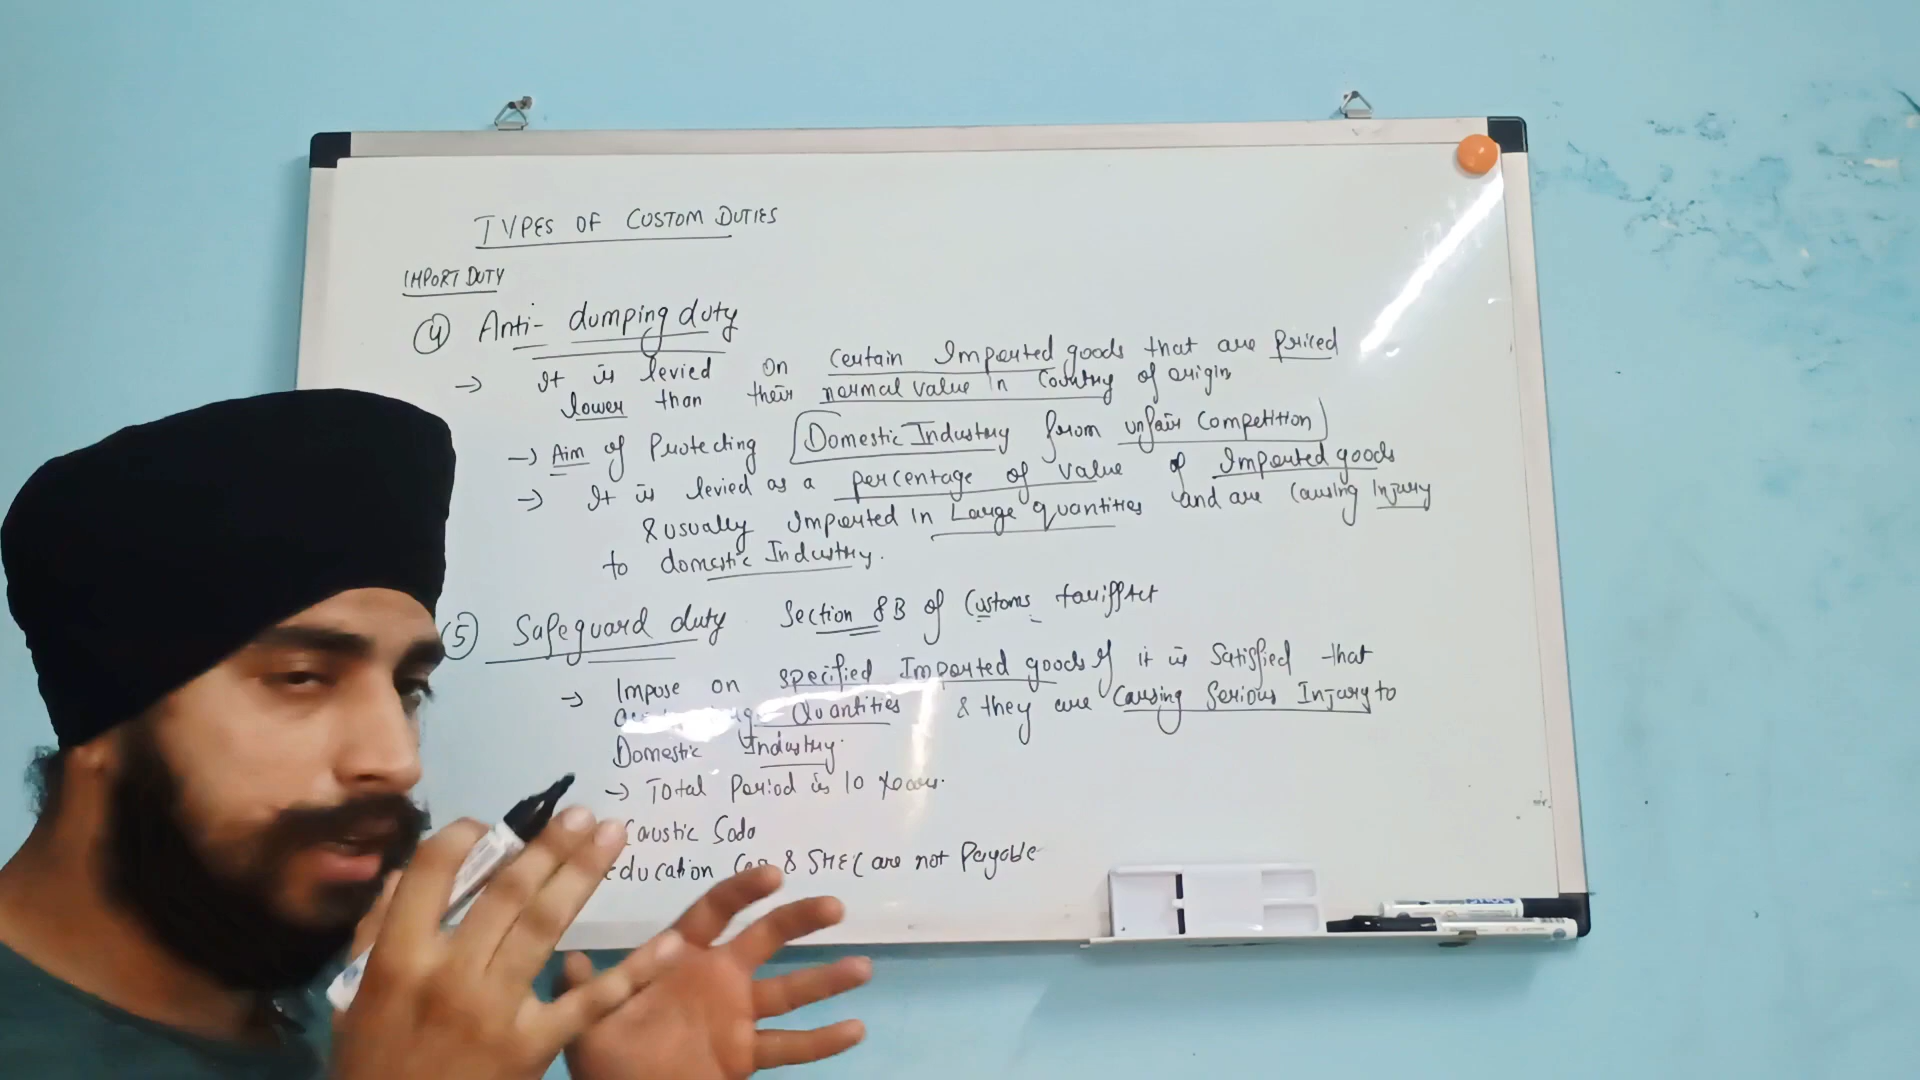 TYPES OF CUSTOM DUTIES
IMPORT DUTY
④ Anti- dumping duty
→ It is levied on certain Imported goods that are Priced
lower than their normal value in Country of origin
→ Aim of Protecting Domestic Industry from unfair Competition
→ It is levied as a percentage of value of Imported goods
& usually Imported in Large quantities and are Causing Injury
to domestic Industry.
⑤ Safeguard duty Section 8B of Customs tariff Act
→ Impose on specified Imported goods if it is Satisfied that
Quantities & they are Causing Serious Injury to
Domestic Industry.
→ Total Period is 10 Years.
Caustic Soda
Education & SHEC are not Payable